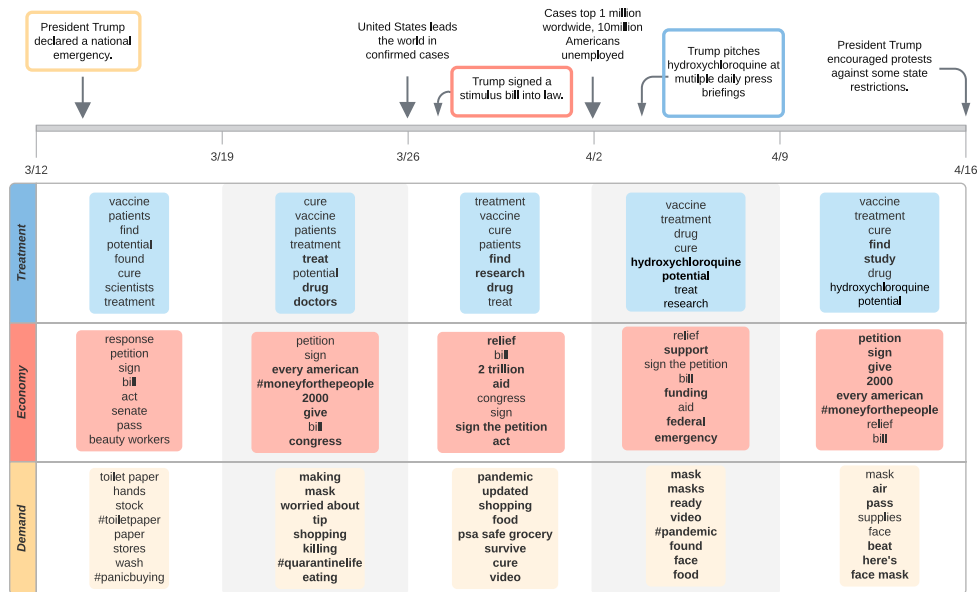 President Trump
declared a national
emergency.
United States leads
the world in
confirmed cases
Trump signed a
stimulus bill into law.
Cases top 1 million
wordwide, 10million
Americans
unemployed
Trump pitches
hydroxychloroquine at
mutilple daily press
briefings
President Trump
encouraged protests
against some state
restrictions.
3/12
3/19
3/26
4/2
4/9
4/16
Treatment
vaccine
patients
find
potential
found
cure
scientists
treatment
cure
vaccine
patients
treatment
treat
potential
drug
doctors
treatment
vaccine
cure
patients
find
research
drug
treat
vaccine
treatment
drug
cure
hydroxychloroquine
potential
treat
research
vaccine
treatment
cure
find
study
drug
hydroxychloroquine
potential
Economy
response
petition
sign
bill
act
senate
pass
beauty workers
petition
sign
every american
#moneyforthepeople
2000
give
bill
congress
relief
bill
2 trillion
aid
congress
sign
sign the petition
act
relief
support
sign the petition
bill
funding
aid
federal
emergency
petition
sign
give
2000
every american
#moneyforthepeople
relief
bill
Demand
toilet paper
hands
stock
#toiletpaper
paper
stores
wash
#panicbuying
making
mask
worried about
tip
shopping
killing
#quarantinelife
eating
pandemic
updated
shopping
food
psa safe grocery
survive
cure
video
mask
masks
ready
video
#pandemic
found
face
food
mask
air
pass
supplies
face
beat
here's
face mask